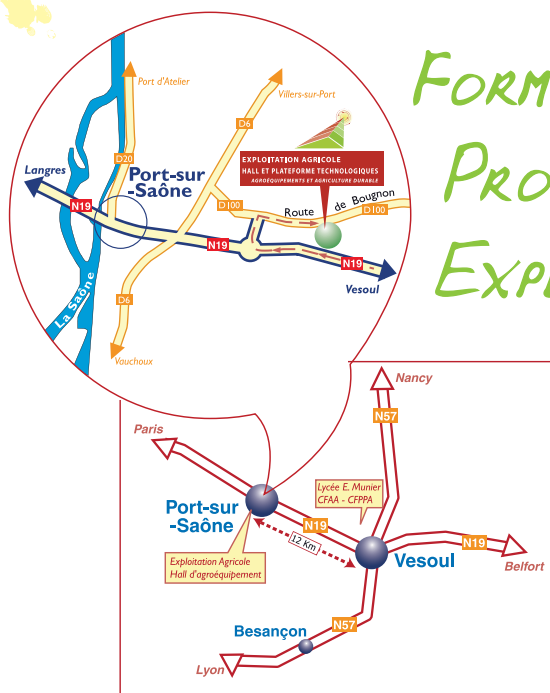 Port d'Atelier
Villers-sur-Port
D6
D20
EXPLOITATION AGRICOLE
HALL ET PLATEFORME TECHNOLOGIQUES
AGROÉQUIPEMENTS ET AGRICULTURE DURABLE
Langres
Port-sur
-Saône
N19
D100
Route de Bougnon
D100
N19
N19
Vesoul
La Saône
D6
Vauchoux
FORM
PRO
EXPL
Nancy
N57
Paris
Lycée E. Munier
CFAA - CFPPA
Port-sur
-Saône
N19
12 Km
Exploitation Agricole
Hall d'agroéquipement
Vesoul
N19
Belfort
Besançon
N57
Lyon